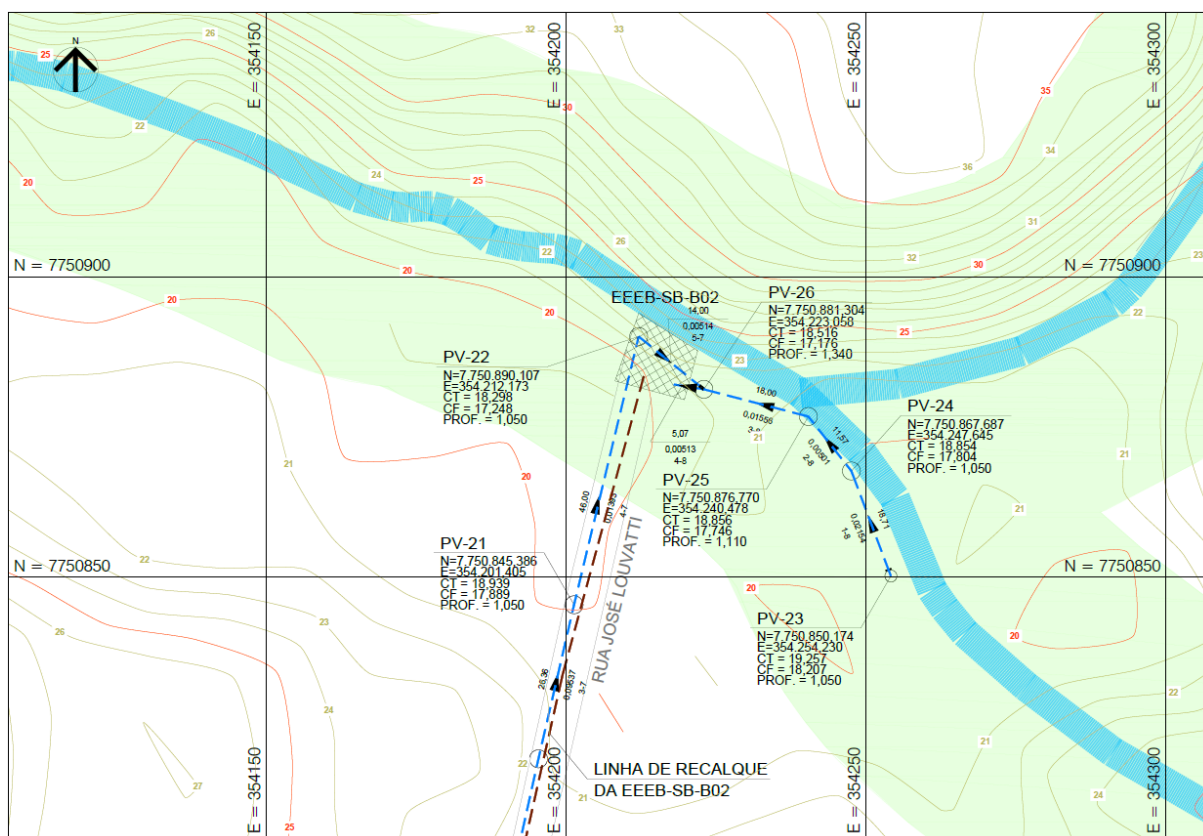 N
E = 354150
E = 354200
E = 354250
E = 354300
26
32
33
25
35
30
22
24
34
36
20
25
20
31
32
30
23
22
26
25
20
22
N = 7750900
N = 7750900
20
20
EEEB-SB-B02
14,00
0,00514
5-7
PV-26
N=7.750.881,304
E=354.223,058
CT = 18,516
CF = 17,176
PROF. = 1,340
23
PV-22
N=7.750.890,107
E=354.212,173
CT = 18,298
CF = 17,248
PROF. = 1,050
18,00
0,01556
21
5,07
0,00513
4-8
11,57
0,00501
2-8
PV-24
N=7.750.867,687
E=354.247,645
CT = 18,854
CF = 17,804
PROF. = 1,050
21
21
PV-25
N=7.750.876,770
E=354.240,478
CT = 18,856
CF = 17,746
PROF. = 1,110
21
46,00
0,01393
4-7
18,71
0,02154
1-8
21
PV-21
N=7.750.845,386
E=354.201,405
CT = 18,939
CF = 17,889
PROF. = 1,050
22
N = 7750850
N = 7750850
20
RUA JOSÉ LOUVATTI
PV-23
N=7.750.850,174
E=354.254,230
CT = 19,257
CF = 18,207
PROF. = 1,050
23
26
20
26,36
3-7
24
22
22
21
21
24
27
25
LINHA DE RECALQUE
DA EEEB-SB-B02
E = 354150
E = 354200
E = 354250
E = 354300